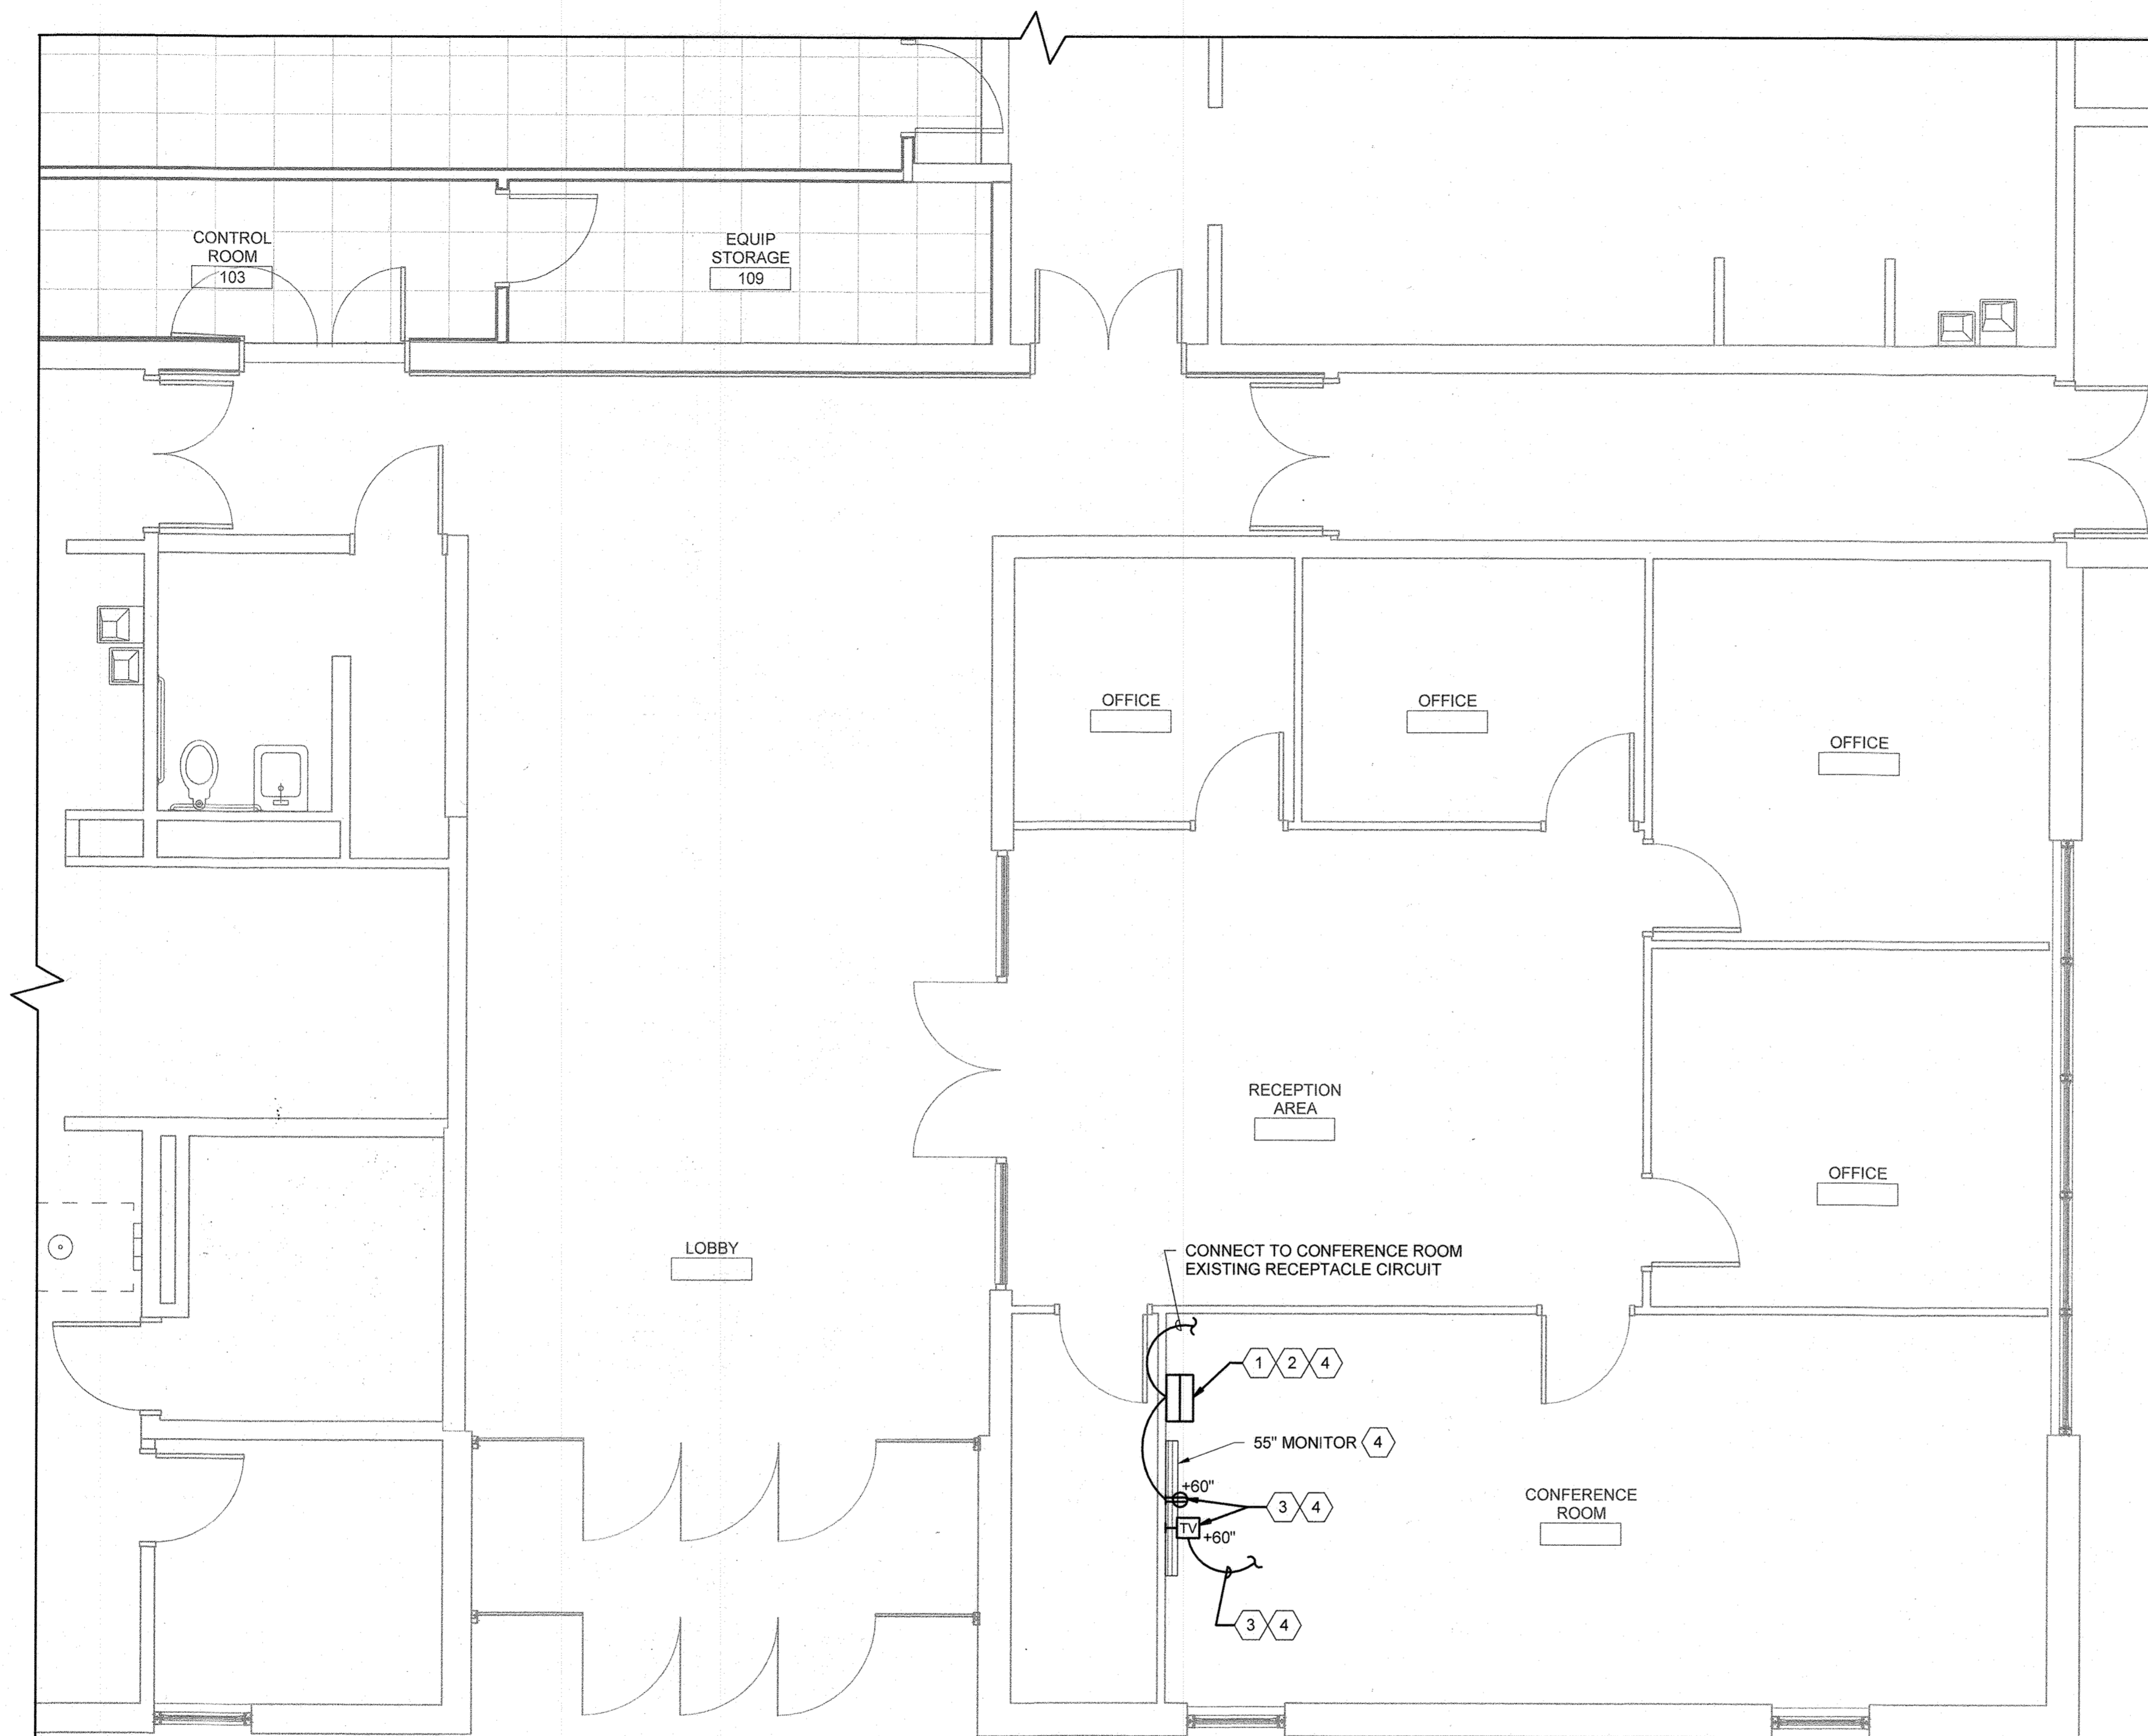 CONTROL
ROOM
103
EQUIP
STORAGE
109
OFFICE
OFFICE
OFFICE
RECEPTION
AREA
OFFICE
LOBBY
CONNECT TO CONFERENCE ROOM
EXISTING RECEPTACLE CIRCUIT
1 2 4
55" MONITOR 4
+60"
3 4
TV
+60"
CONFERENCE
ROOM
3 4